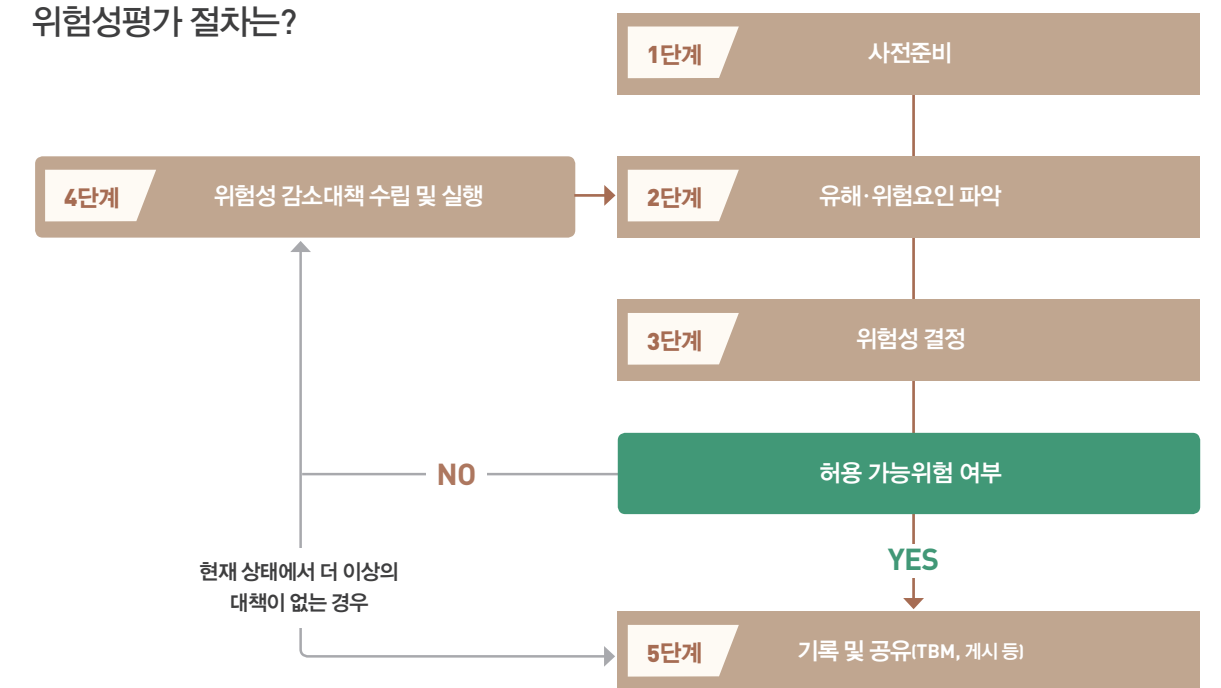 위험성평가 절차는?
1단계 사전준비
4단계 위험성 감소대책 수립 및 실행
2단계 유해·위험요인 파악
3단계 위험성 결정
NO
허용 가능위험 여부
YES
현재 상태에서 더 이상의
대책이 없는 경우
5단계 기록 및 공유(TBM, 게시 등)